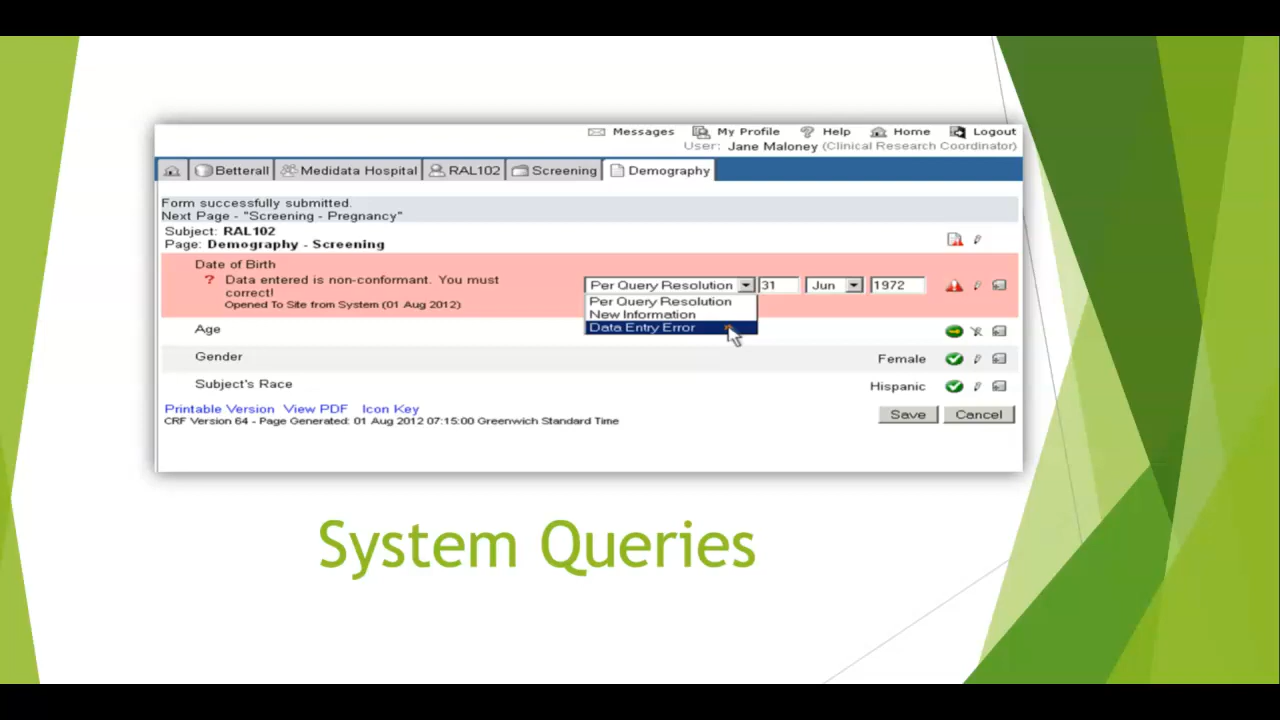 Messages My Profile Help Home Logout
User: Jane Maloney (Clinical Research Coordinator)
Betterall Medidata Hospital RAL102 Screening Demography
Form successfully submitted.
Next Page - "Screening - Pregnancy"
Subject: RAL102
Page: Demography - Screening
Date of Birth
? Data entered is non-conformant. You must
correct!
Opened To Site from System (01 Aug 2012)
Per Query Resolution 31 Jun 1972
Per Query Resolution
New Information
Data Entry Error
Age
Gender Female
Subject's Race Hispanic
Printable Version View PDF Icon Key
CRF Version 64 - Page Generated: 01 Aug 2012 07:15:00 Greenwich Standard Time
Save Cancel
System Queries